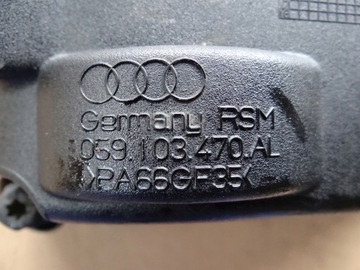 Germany RSM
059.103.470.AL
>PA66GF35<